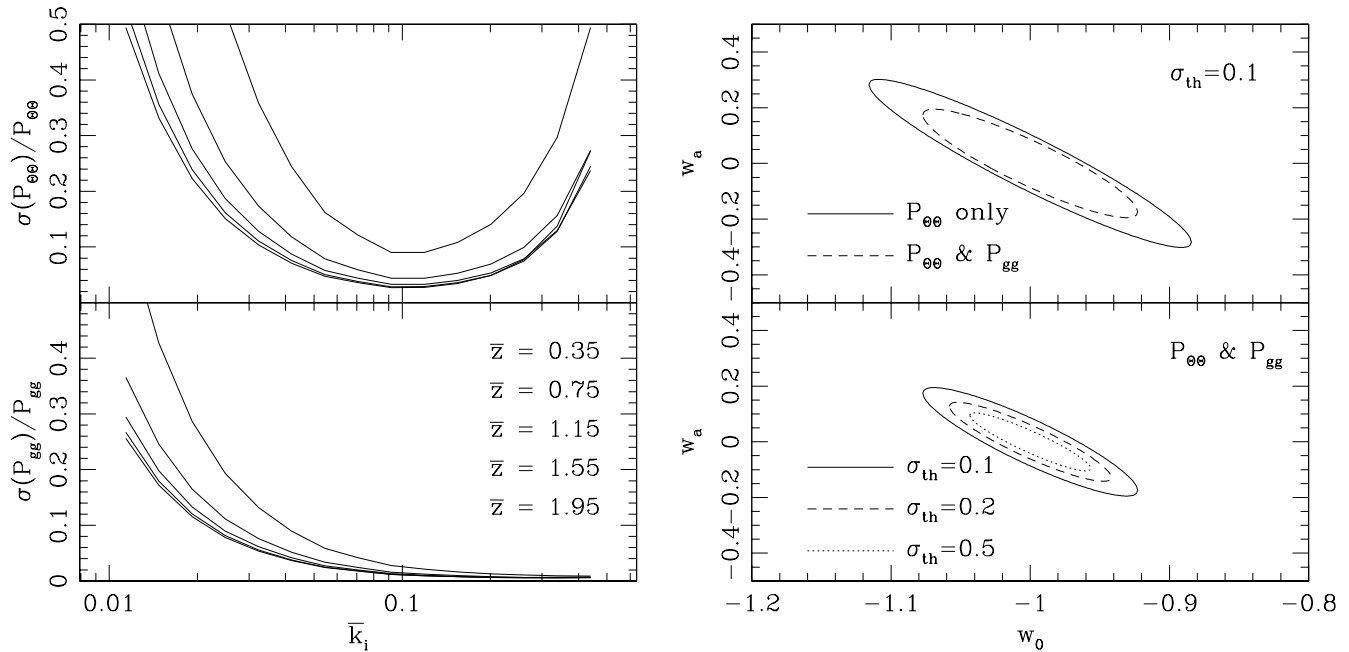 σ(P_ΘΘ)/P_ΘΘ
0.5
0.4
0.3
0.2
0.1
σ(P_gg)/P_gg
0.4
0.3
0.2
0.1
0
z̅ = 0.35
z̅ = 0.75
z̅ = 1.15
z̅ = 1.55
z̅ = 1.95
0.01
0.1
k̅_i
w_a
0.4
0.2
0
−0.2
−0.4
σ_th=0.1
P_ΘΘ only
P_ΘΘ & P_gg
w_a
0.4
0.2
0
−0.2
−0.4
P_ΘΘ & P_gg
σ_th=0.1
σ_th=0.2
σ_th=0.5
−1.2
−1.1
−1
−0.9
−0.8
w_0